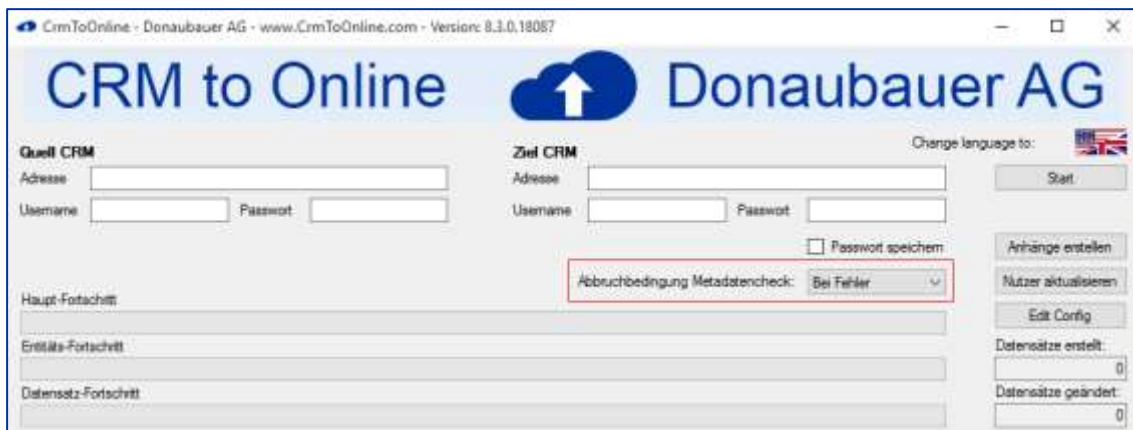 CrmToOnline - Donaubauer AG - www.CrmToOnline.com - Version: 8.3.0.18087
CRM to Online Donaubauer AG
Change language to:
Quell CRM Ziel CRM
Adresse Adresse Start
Username Passwort Username Passwort
Passwort speichern Anhänge erstellen
Abbruchbedingung Metadatencheck: Bei Fehler Nutzer aktualisieren
Haupt-Fortschritt
Edit Config
Entitäts-Fortschritt Datensätze erstellt:
0
Datensatz-Fortschritt Datensätze geändert:
0